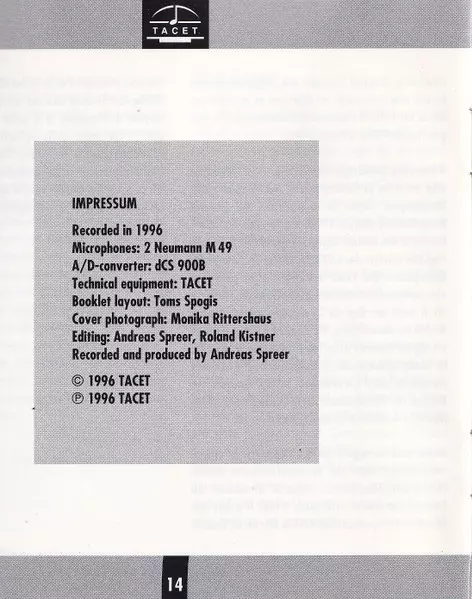 TACET
IMPRESSUM
Recorded in 1996
Microphones: 2 Neumann M 49
A/D-converter: dCS 900B
Technical equipment: TACET
Booklet layout: Toms Spogis
Cover photograph: Monika Rittershaus
Editing: Andreas Spreer, Roland Kistner
Recorded and produced by Andreas Spreer
© 1996 TACET
℗ 1996 TACET
14